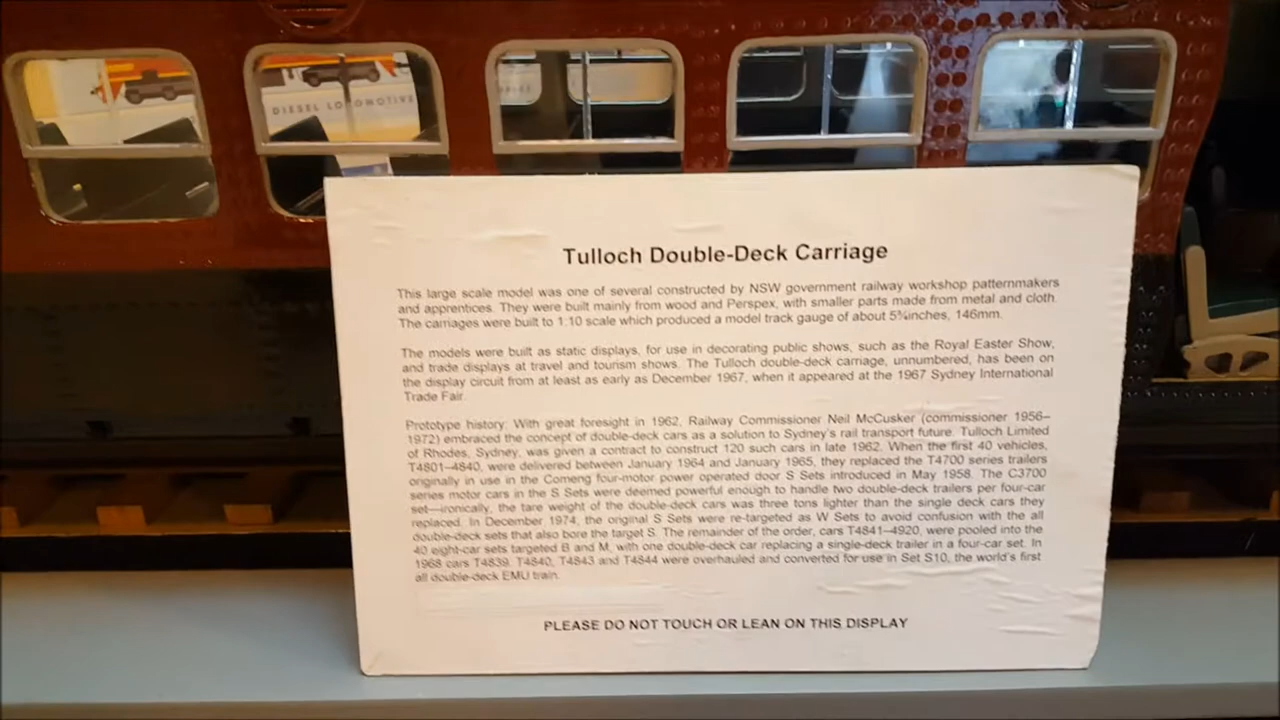 DIESEL LOCOMOTIVE
Tulloch Double-Deck Carriage
This large scale model was one of several constructed by NSW government railway workshop patternmakers
and apprentices. They were built mainly from wood and Perspex, with smaller parts made from metal and cloth.
The carriages were built to 1:10 scale which produced a model track gauge of about 5¾inches, 146mm.
The models were built as static displays, for use in decorating public shows, such as the Royal Easter Show,
and trade displays at travel and tourism shows. The Tulloch double-deck carriage, unnumbered, has been on
the display circuit from at least as early as December 1967, when it appeared at the 1967 Sydney International
Trade Fair.
Prototype history: With great foresight in 1962, Railway Commissioner Neil McCusker (commissioner 1956–
1972) embraced the concept of double-deck cars as a solution to Sydney's rail transport future. Tulloch Limited
of Rhodes, Sydney, was given a contract to construct 120 such cars in late 1962. When the first 40 vehicles,
T4801–4840, were delivered between January 1964 and January 1965, they replaced the T4700 series trailers
originally in use in the Comeng four-motor power operated door S Sets introduced in May 1958. The C3700
series motor cars in the S Sets were deemed powerful enough to handle two double-deck trailers per four-car
set—ironically, the tare weight of the double-deck cars was three tons lighter than the single deck cars they
replaced. In December 1974, the original S Sets were re-targeted as W Sets to avoid confusion with the all
double-deck sets that also bore the target S. The remainder of the order, cars T4841–4920, were pooled into the
40 eight-car sets targeted B and M, with one double-deck car replacing a single-deck trailer in a four-car set. In
1968 cars T4839, T4840, T4843 and T4844 were overhauled and converted for use in Set S10, the world's first
all double-deck EMU train.
PLEASE DO NOT TOUCH OR LEAN ON THIS DISPLAY